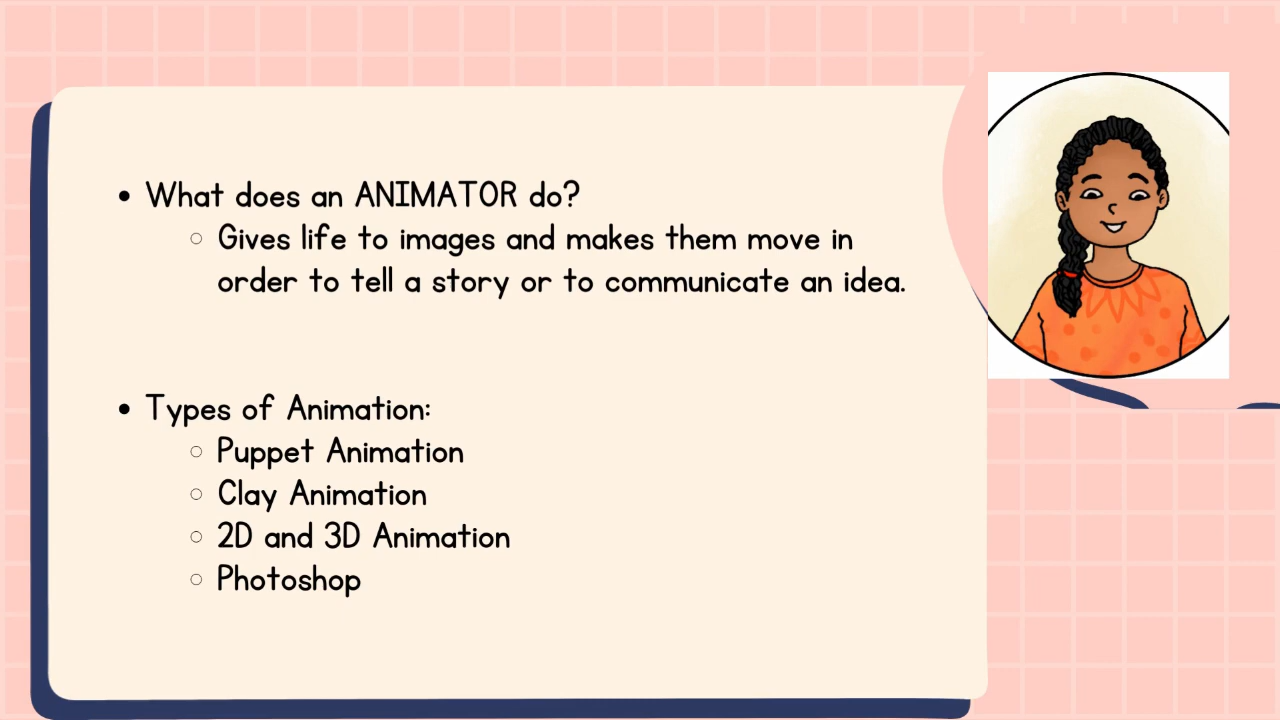 • What does an ANIMATOR do?
○ Gives life to images and makes them move in
order to tell a story or to communicate an idea.
• Types of Animation:
○ Puppet Animation
○ Clay Animation
○ 2D and 3D Animation
○ Photoshop